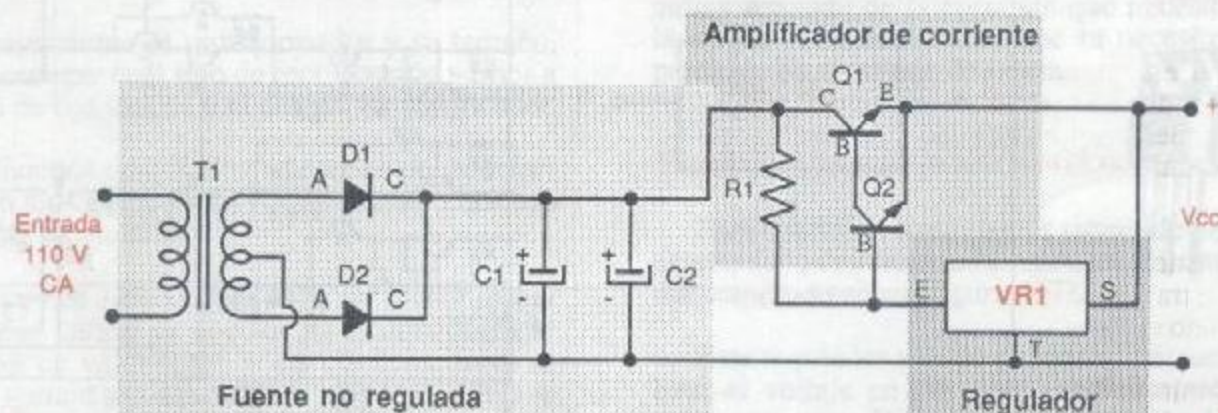 Amplificador de corriente
Q1
C
E
B
Q2
B
R1
T1
D1
A
C
D2
A
C
Entrada
110 V
CA
+
C1
-
+
C2
-
E
VR1
S
T
+
Fuente no regulada
Regulador